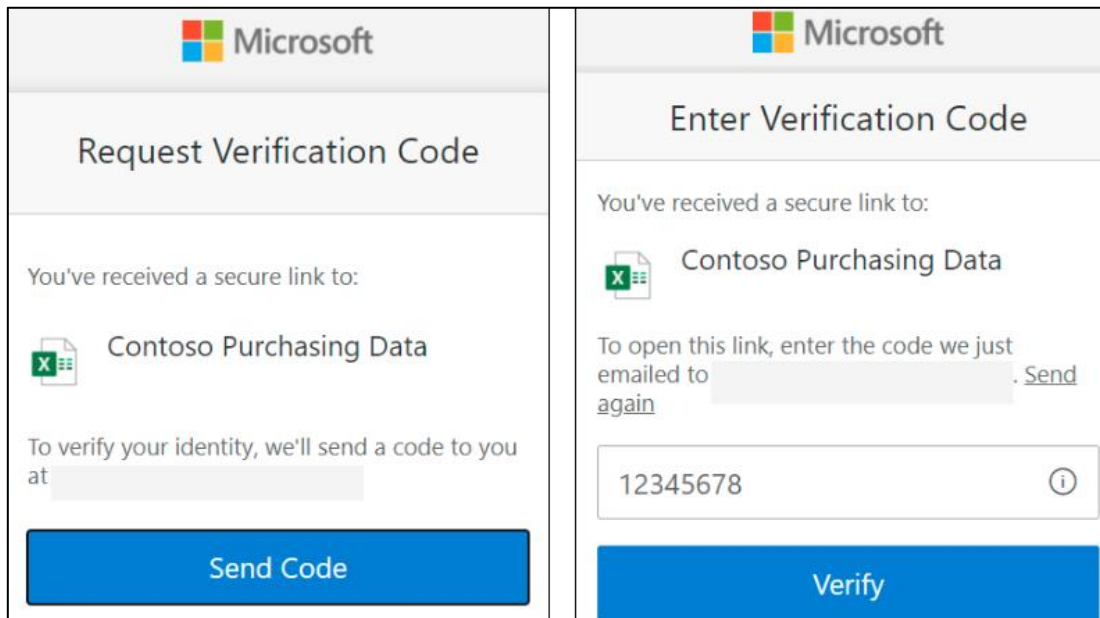 Microsoft
Request Verification Code
You've received a secure link to:
Contoso Purchasing Data
To verify your identity, we'll send a code to you
at
Send Code
Microsoft
Enter Verification Code
You've received a secure link to:
Contoso Purchasing Data
To open this link, enter the code we just
emailed to . Send
again
12345678
Verify